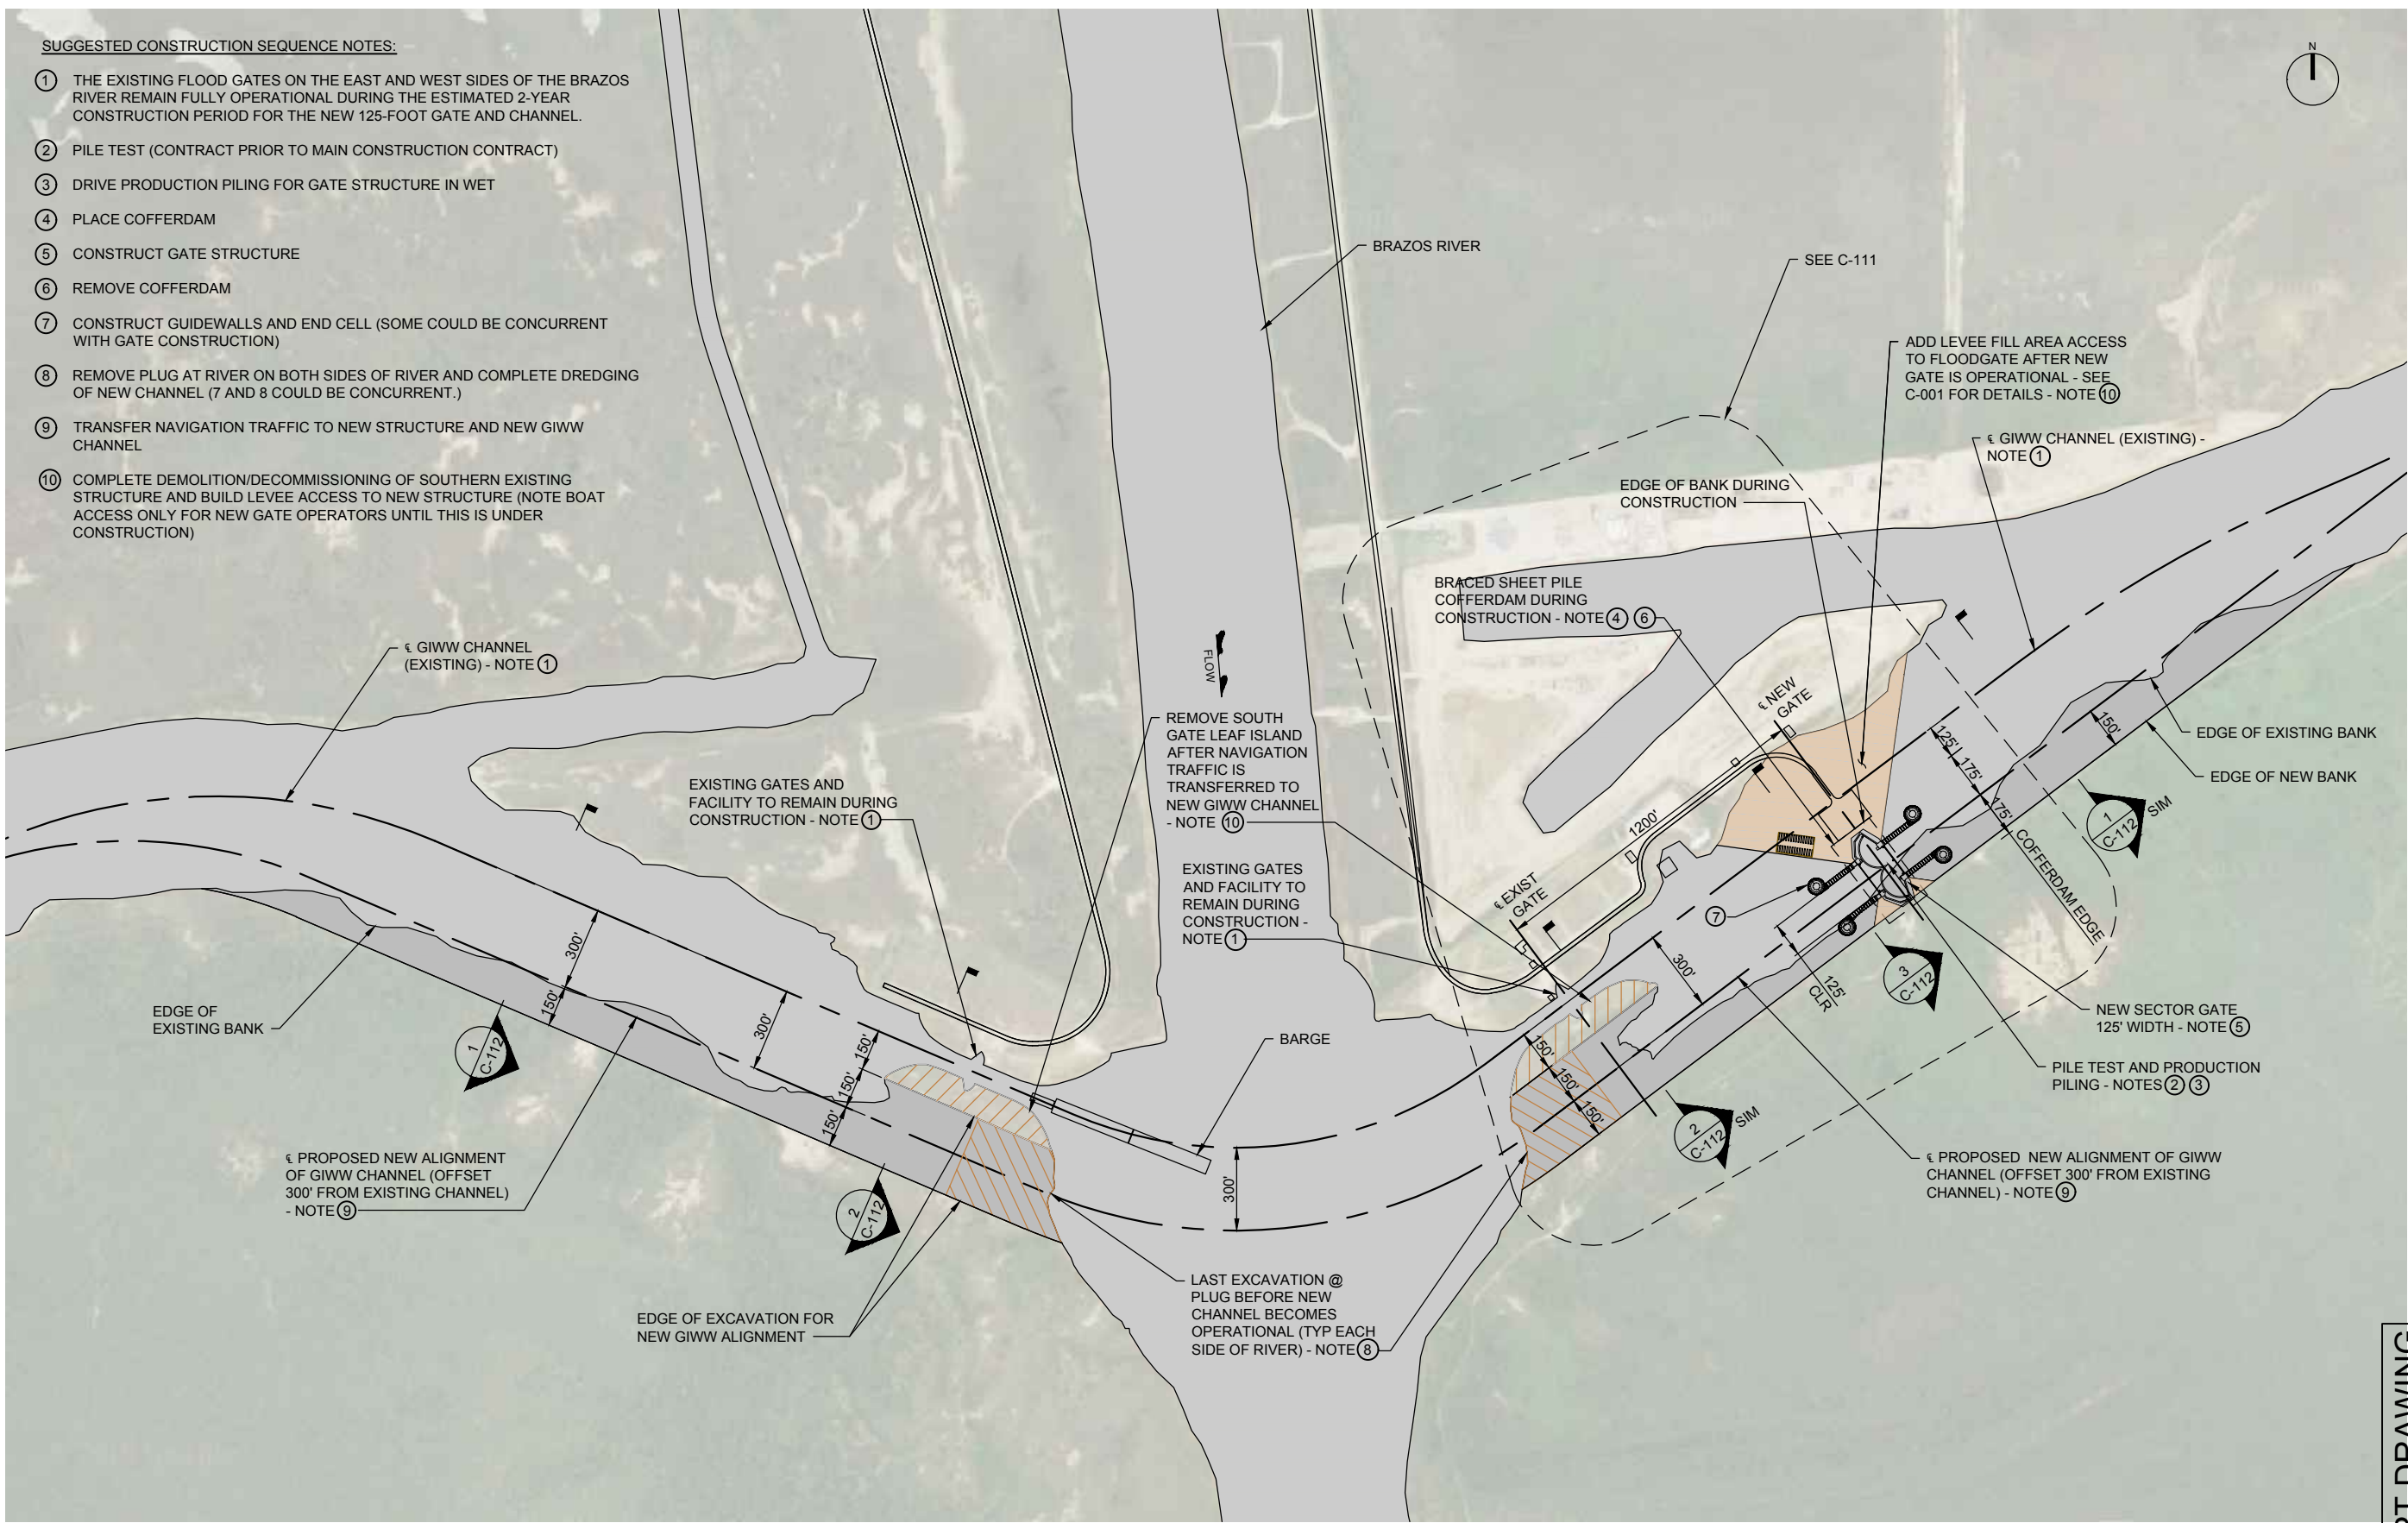 SUGGESTED CONSTRUCTION SEQUENCE NOTES:
1 THE EXISTING FLOOD GATES ON THE EAST AND WEST SIDES OF THE BRAZOS
RIVER REMAIN FULLY OPERATIONAL DURING THE ESTIMATED 2-YEAR
CONSTRUCTION PERIOD FOR THE NEW 125-FOOT GATE AND CHANNEL.
2 PILE TEST (CONTRACT PRIOR TO MAIN CONSTRUCTION CONTRACT)
3 DRIVE PRODUCTION PILING FOR GATE STRUCTURE IN WET
4 PLACE COFFERDAM
5 CONSTRUCT GATE STRUCTURE
6 REMOVE COFFERDAM
7 CONSTRUCT GUIDEWALLS AND END CELL (SOME COULD BE CONCURRENT
WITH GATE CONSTRUCTION)
8 REMOVE PLUG AT RIVER ON BOTH SIDES OF RIVER AND COMPLETE DREDGING
OF NEW CHANNEL (7 AND 8 COULD BE CONCURRENT.)
9 TRANSFER NAVIGATION TRAFFIC TO NEW STRUCTURE AND NEW GIWW
CHANNEL
10 COMPLETE DEMOLITION/DECOMMISSIONING OF SOUTHERN EXISTING
STRUCTURE AND BUILD LEVEE ACCESS TO NEW STRUCTURE (NOTE BOAT
ACCESS ONLY FOR NEW GATE OPERATORS UNTIL THIS IS UNDER
CONSTRUCTION)
N
BRAZOS RIVER
SEE C-111
ADD LEVEE FILL AREA ACCESS
TO FLOODGATE AFTER NEW
GATE IS OPERATIONAL - SEE
C-001 FOR DETAILS - NOTE 10
℄ GIWW CHANNEL (EXISTING) -
NOTE 1
EDGE OF BANK DURING
CONSTRUCTION
BRACED SHEET PILE
COFFERDAM DURING
CONSTRUCTION - NOTE 4 6
℄ GIWW CHANNEL
(EXISTING) - NOTE 1
FLOW
℄ NEW
GATE
REMOVE SOUTH
GATE LEAF ISLAND
AFTER NAVIGATION
TRAFFIC IS
TRANSFERRED TO
NEW GIWW CHANNEL
- NOTE 10
EXISTING GATES AND
FACILITY TO REMAIN DURING
CONSTRUCTION - NOTE 1
1200'
125'
175'
175'
COFFERDAM EDGE
150'
EDGE OF EXISTING BANK
EDGE OF NEW BANK
1
C-112
SIM
EXISTING GATES
AND FACILITY TO
REMAIN DURING
CONSTRUCTION -
NOTE 1
℄ EXIST
GATE
7
300'
125'
CLR
3
C-112
300'
150'
EDGE OF
EXISTING BANK
1
C-112
300'
150'
150'
150'
BARGE
150'
150'
150'
NEW SECTOR GATE
125' WIDTH - NOTE 5
PILE TEST AND PRODUCTION
PILING - NOTES 2 3
2
C-112
SIM
℄ PROPOSED NEW ALIGNMENT
OF GIWW CHANNEL (OFFSET
300' FROM EXISTING CHANNEL)
- NOTE 9
2
C-112
300'
℄ PROPOSED NEW ALIGNMENT OF GIWW
CHANNEL (OFFSET 300' FROM EXISTING
CHANNEL) - NOTE 9
EDGE OF EXCAVATION FOR
NEW GIWW ALIGNMENT
LAST EXCAVATION @
PLUG BEFORE NEW
CHANNEL BECOMES
OPERATIONAL (TYP EACH
SIDE OF RIVER) - NOTE 8
DRAWING